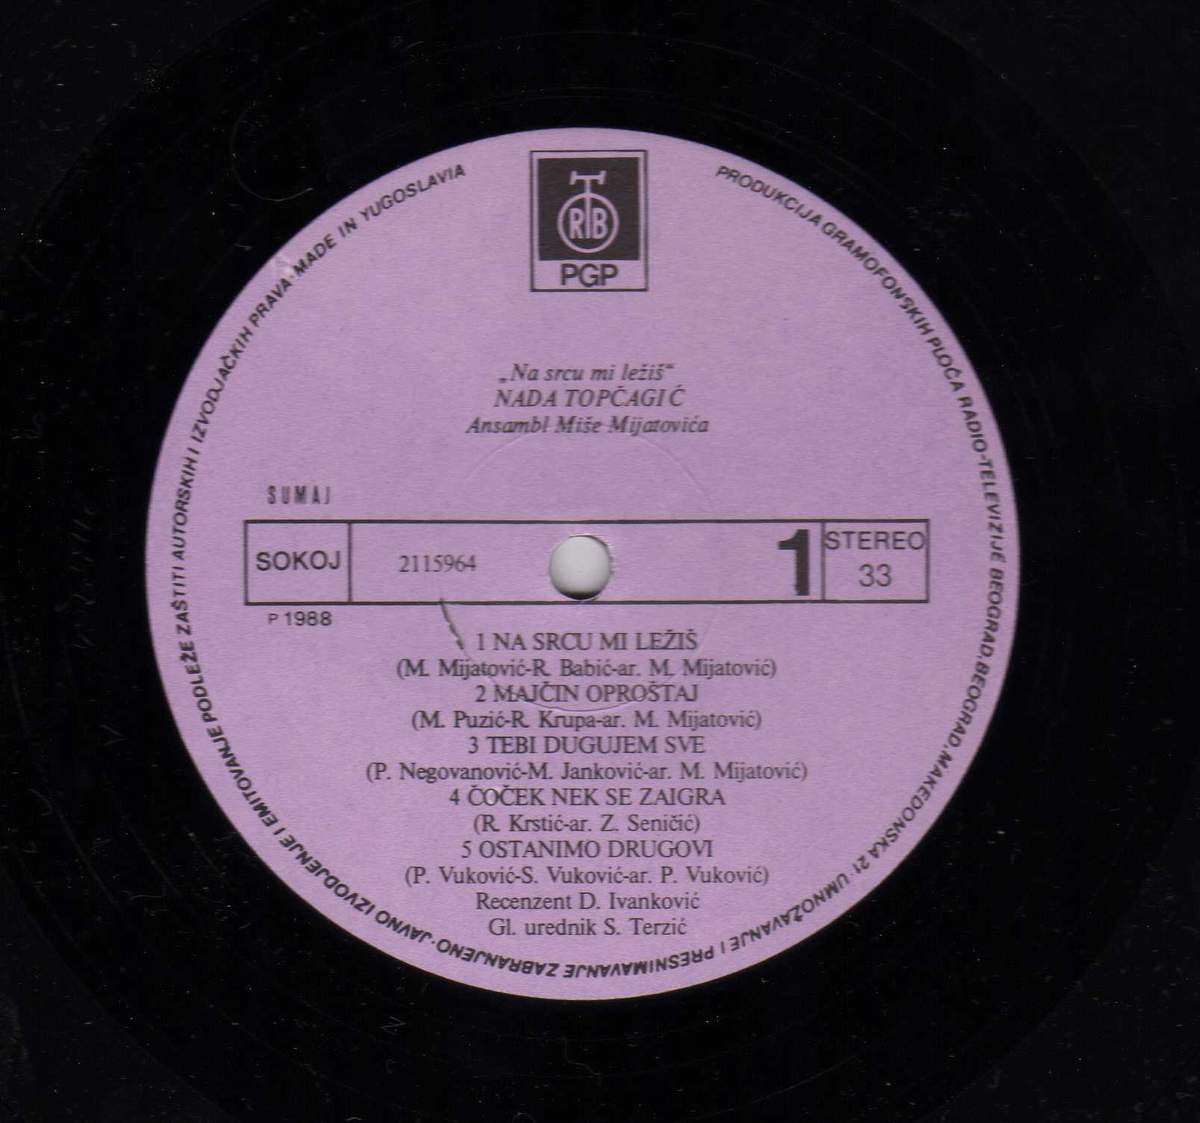 PRODUKCIJA GRAMOFONSKIH PLOČA RADIO-TELEVIZIJE BEOGRAD, BEOGRAD, MAKEDONSKA 21 · UMNOŽAVANJE I PRESNIMAVANJE ZABRANJENO · JAVNO IZVODJENJE I EMITOVANJE PODLEŽE ZAŠTITI AUTORSKIH I IZVODJAČKIH PRAVA · MADE IN YUGOSLAVIA
RTB
PGP
„Na srcu mi ležiš“
NADA TOPČAGIĆ
Ansambl Miše Mijatovića
SUMAJ
SOKOJ
2115964
1
STEREO
33
P 1988
1 NA SRCU MI LEŽIŠ
(M. Mijatović-R. Babić-ar. M. Mijatović)
2 MAJČIN OPROŠTAJ
(M. Puzić-R. Krupa-ar. M. Mijatović)
3 TEBI DUGUJEM SVE
(P. Negovanović-M. Janković-ar. M. Mijatović)
4 ČOČEK NEK SE ZAIGRA
(R. Krstić-ar. Z. Seničić)
5 OSTANIMO DRUGOVI
(P. Vuković-S. Vuković-ar. P. Vuković)
Recenzent D. Ivanković
Gl. urednik S. Terzić